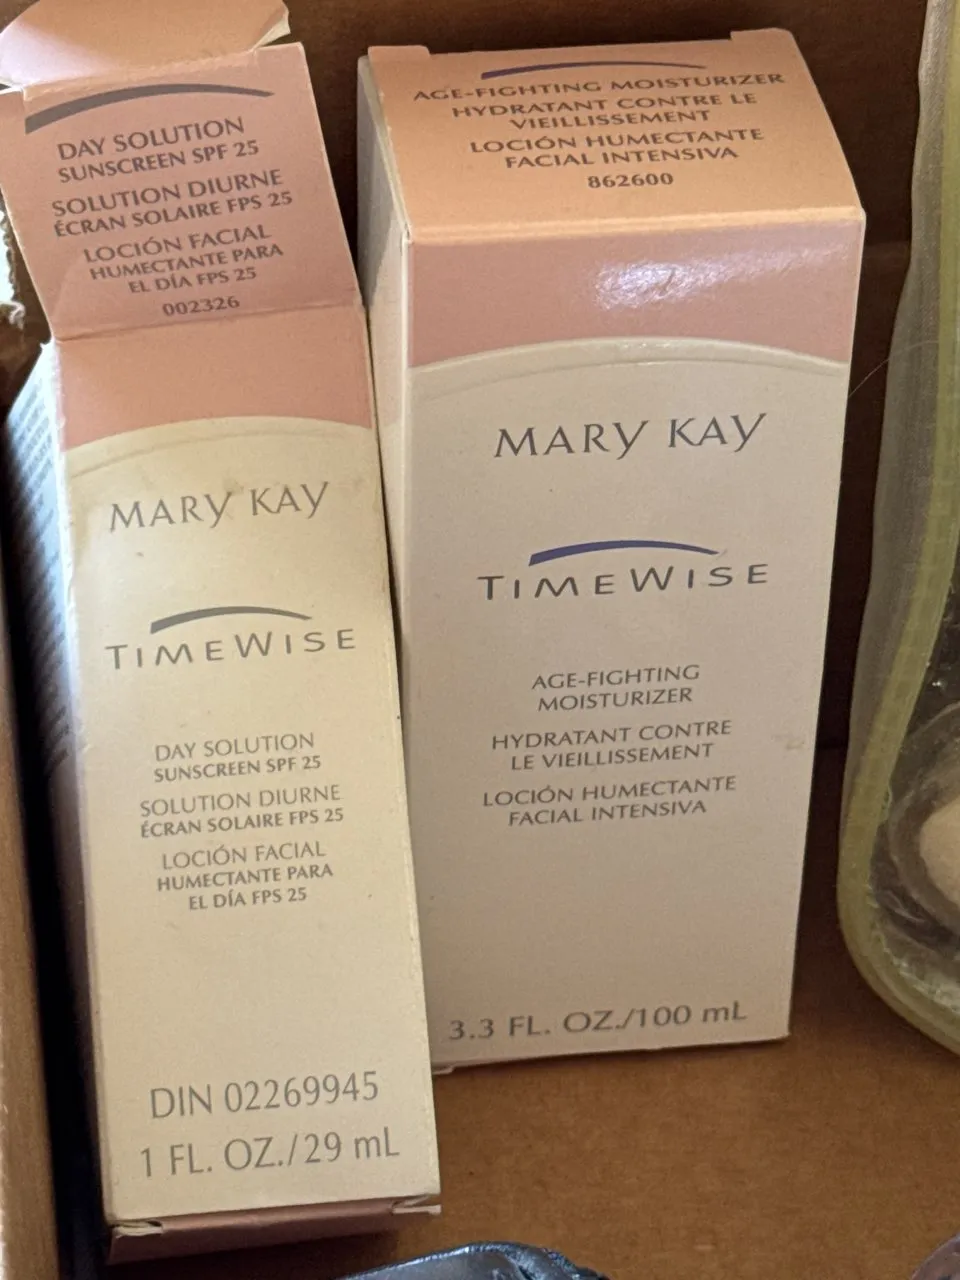 DAY SOLUTION
SUNSCREEN SPF 25
SOLUTION DIURNE
ÉCRAN SOLAIRE FPS 25
LOCIÓN FACIAL
HUMECTANTE PARA
EL DÍA FPS 25
002326
MARY KAY
TIMEWISE
DAY SOLUTION
SUNSCREEN SPF 25
SOLUTION DIURNE
ÉCRAN SOLAIRE FPS 25
LOCIÓN FACIAL
HUMECTANTE PARA
EL DÍA FPS 25
DIN 02269945
1 FL. OZ./29 mL
AGE-FIGHTING MOISTURIZER
HYDRATANT CONTRE LE
VIEILLISSEMENT
LOCIÓN HUMECTANTE
FACIAL INTENSIVA
862600
MARY KAY
TIMEWISE
AGE-FIGHTING
MOISTURIZER
HYDRATANT CONTRE
LE VIEILLISSEMENT
LOCIÓN HUMECTANTE
FACIAL INTENSIVA
3.3 FL. OZ./100 mL